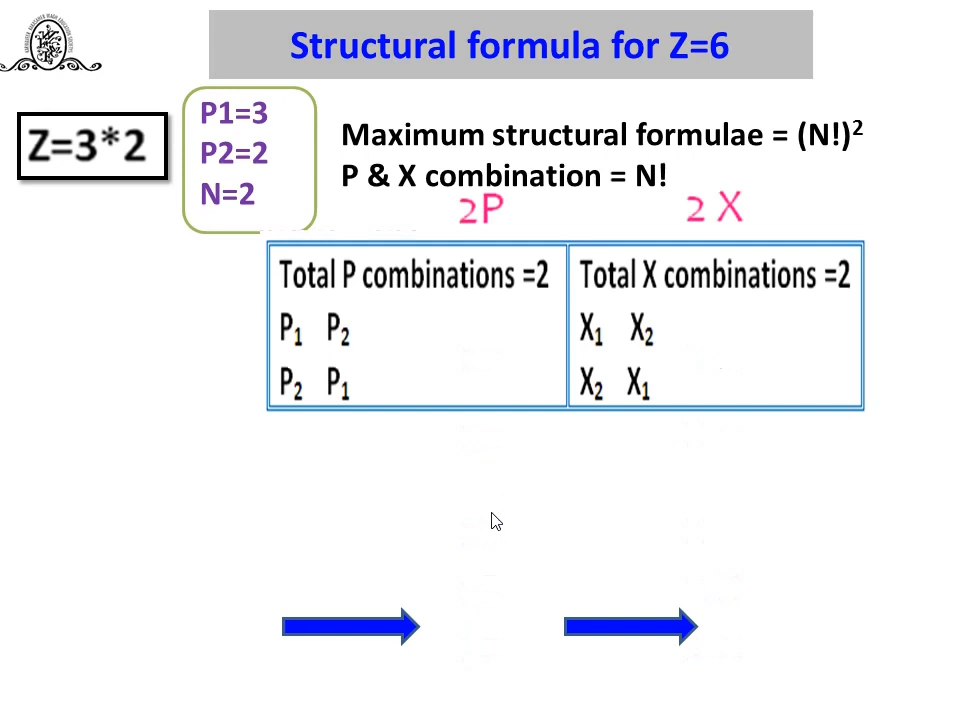 Structural formula for Z=6
Z=3*2
P1=3
P2=2
N=2
Maximum structural formulae = (N!)²
P & X combination = N!
2P
2 X
Total P combinations =2
P₁ P₂
P₂ P₁
Total X combinations =2
X₁ X₂
X₂ X₁